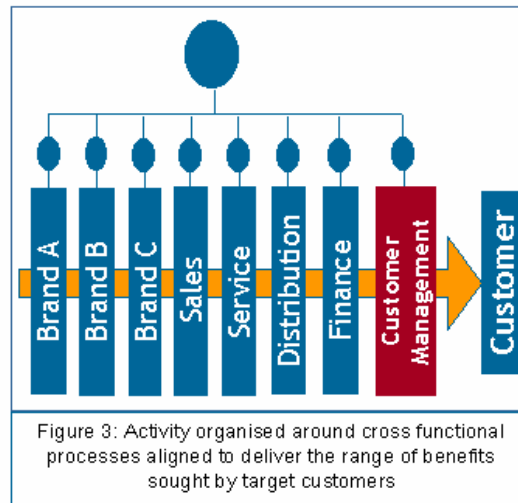 Brand A
Brand B
Brand C
Sales
Service
Distribution
Finance
Customer
Management
Customer
Figure 3: Activity organised around cross functional
processes aligned to deliver the range of benefits
sought by target customers